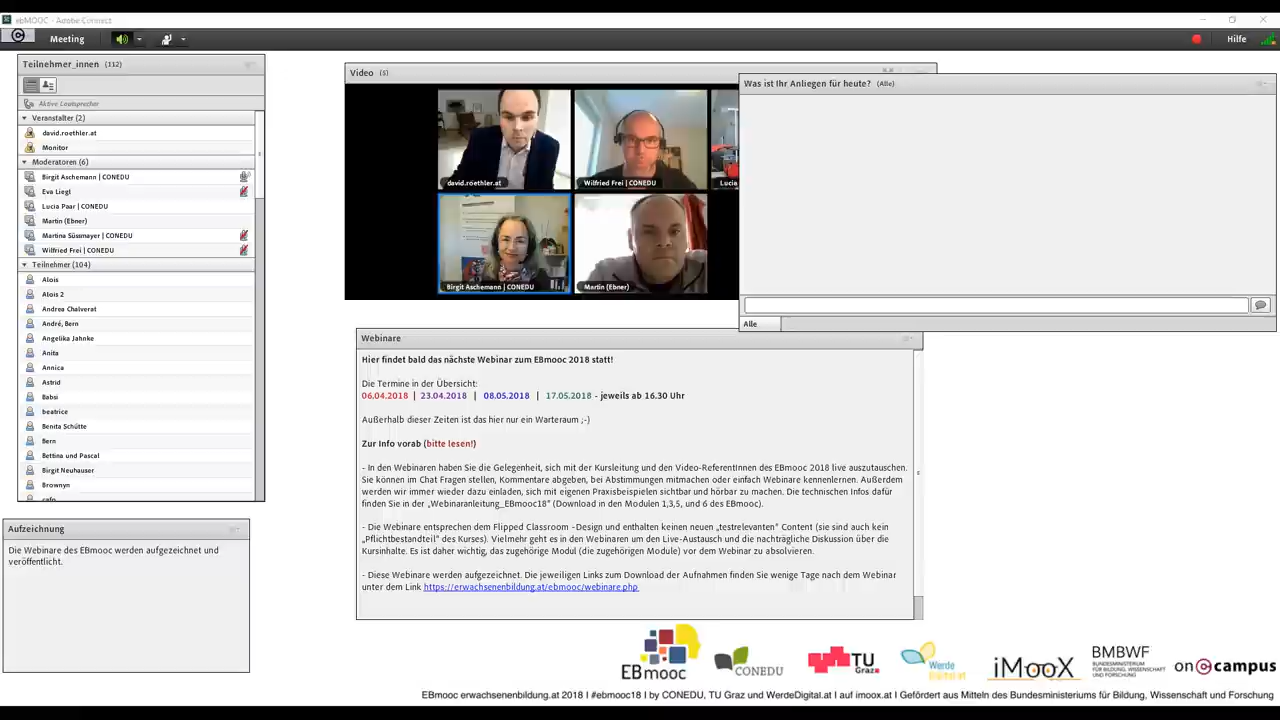 ebMOOC - Adobe Connect
Meeting
Hilfe
Teilnehmer_innen (112)
Aktive Lautsprecher
Veranstalter (2)
david.roethler.at
Monitor
Moderatoren (6)
Birgit Aschemann | CONEDU
Eva Liegl
Lucia Paar | CONEDU
Martin (Ebner)
Martina Süssmayer | CONEDU
Wilfried Frei | CONEDU
Teilnehmer (104)
Alois
Alois 2
Andrea Chalverat
André, Bern
Angelika Jahnke
Anita
Annica
Astrid
Babsi
beatrice
Benita Schütte
Bern
Bettina und Pascal
Birgit Neuhauser
Brownyn
Aufzeichnung
Die Webinare des EBmooc werden aufgezeichnet und
veröffentlicht.
Video (5)
david.roethler.at
Wilfried Frei | CONEDU
Lucia
Birgit Aschemann | CONEDU
Martin (Ebner)
Was ist Ihr Anliegen für heute? (Alle)
Alle
Webinare
Hier findet bald das nächste Webinar zum EBmooc 2018 statt!
Die Termine in der Übersicht:
06.04.2018 | 23.04.2018 | 08.05.2018 | 17.05.2018 - jeweils ab 16.30 Uhr
Außerhalb dieser Zeiten ist das hier nur ein Warteraum ;-)
Zur Info vorab (bitte lesen!)
- In den Webinaren haben Sie die Gelegenheit, sich mit der Kursleitung und den Video-ReferentInnen des EBmooc 2018 live auszutauschen.
Sie können im Chat Fragen stellen, Kommentare abgeben, bei Abstimmungen mitmachen oder einfach Webinare kennenlernen. Außerdem
werden wir immer wieder dazu einladen, sich mit eigenen Praxisbeispielen sichtbar und hörbar zu machen. Die technischen Infos dafür
finden Sie in der „Webinaranleitung_EBmooc18“ (Download in den Modulen 1,3,5, und 6 des EBmooc).
- Die Webinare entsprechen dem Flipped Classroom -Design und enthalten keinen neuen „testrelevanten“ Content (sie sind auch kein
„Pflichtbestandteil“ des Kurses). Vielmehr geht es in den Webinaren um den Live-Austausch und die nachträgliche Diskussion über die
Kursinhalte. Es ist daher wichtig, das zugehörige Modul (die zugehörigen Module) vor dem Webinar zu absolvieren.
- Diese Webinare werden aufgezeichnet. Die jeweiligen Links zum Download der Aufnahmen finden Sie wenige Tage nach dem Webinar
unter dem Link https://erwachsenenbildung.at/ebmooc/webinare.php
EBmooc
CONEDU
TU Graz
Werde Digital.at
iMooX
BMBWF
BUNDESMINISTERIUM
FÜR BILDUNG, WISSENSCHAFT
UND FORSCHUNG
on campus
EBmooc erwachsenenbildung.at 2018 I #ebmooc18 I by CONEDU, TU Graz und WerdeDigital.at I auf imoox.at I Gefördert aus Mitteln des Bundesministeriums für Bildung, Wissenschaft und Forschung